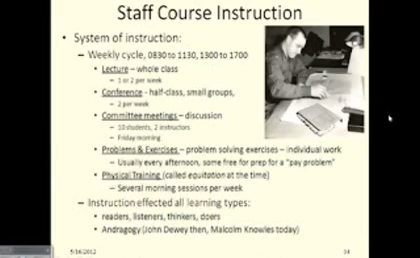 Staff Course Instruction
• System of instruction:
– Weekly cycle, 0830 to 1130, 1300 to 1700
• Lecture – whole class
– 1 or 2 per week
• Conference - half-class, small groups,
– 2 per week
• Committee meetings – discussion
– 10 students, 2 instructors
– Friday morning
• Problems & Exercises – problem solving exercises – individual work
– Usually every afternoon, some free for prep for a "pay problem"
• Physical Training (called equitation at the time)
– Several morning sessions per week
– Instruction effected all learning types:
• readers, listeners, thinkers, doers
• Andragogy (John Dewey then, Malcolm Knowles today)
5/16/2012
34